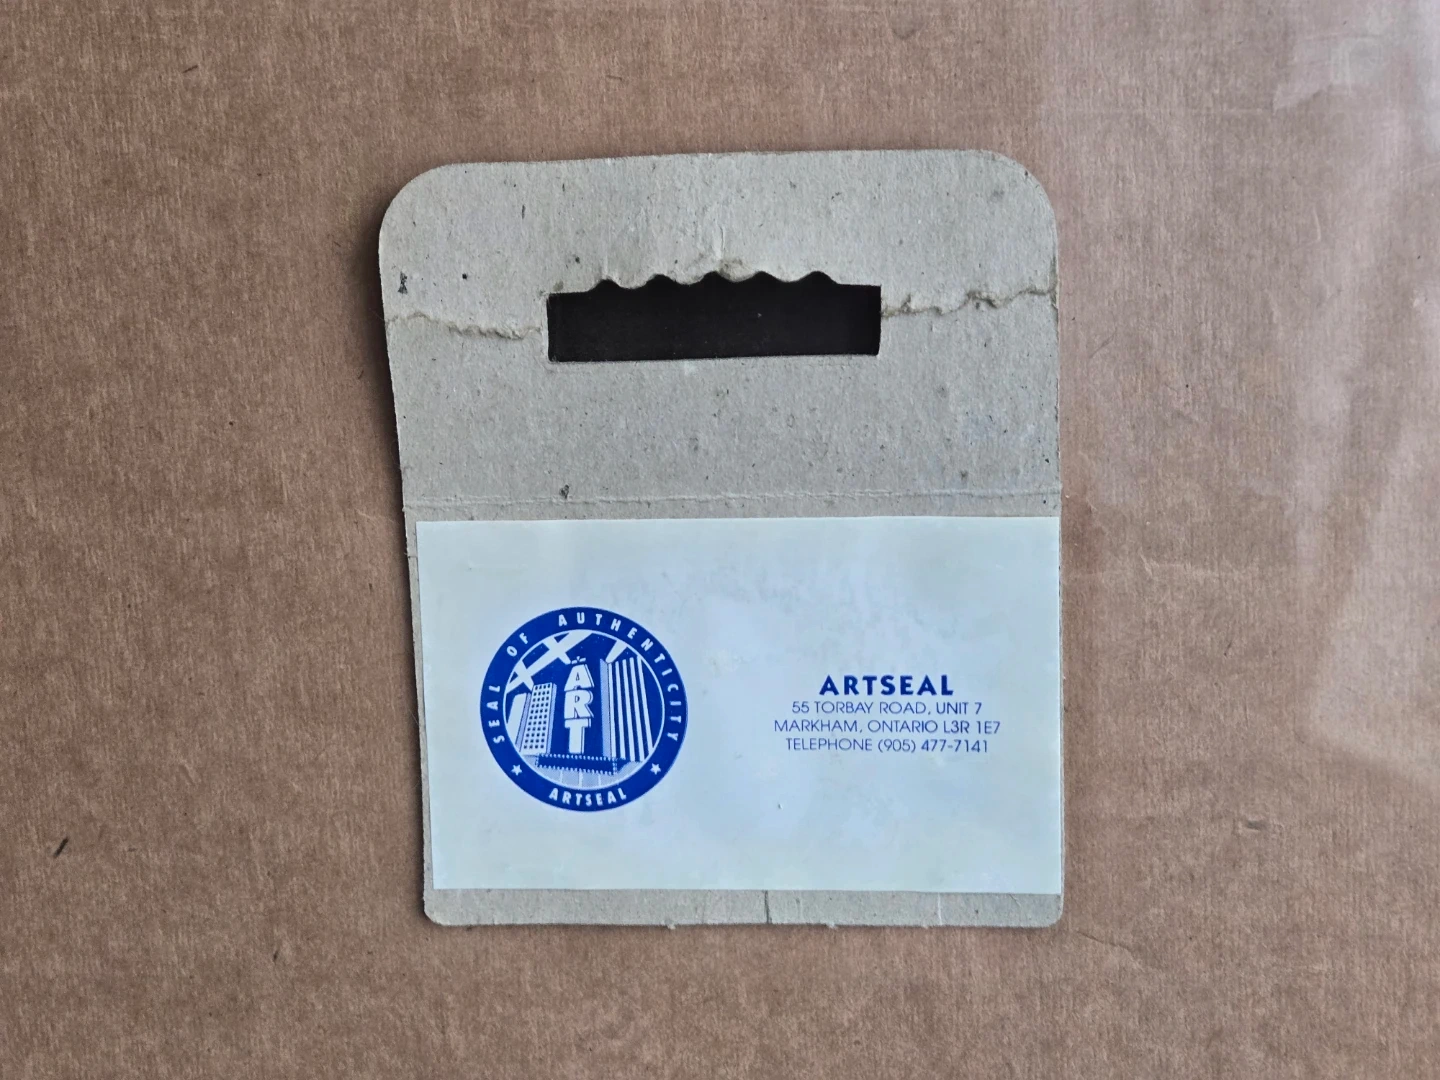 SEAL OF AUTHENTICITY
ART
ARTSEAL
ARTSEAL
55 TORBAY ROAD, UNIT 7
MARKHAM, ONTARIO L3R 1E7
TELEPHONE (905) 477-7141